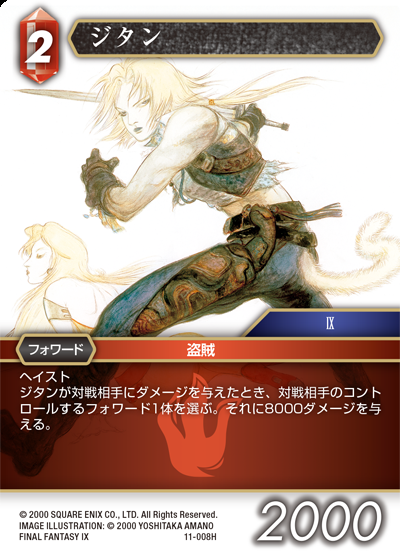 2
ジタン
IX
フォワード
盗賊
ヘイスト
ジタンが対戦相手にダメージを与えたとき、対戦相手のコント
ロールするフォワード1体を選ぶ。それに8000ダメージを与
える。
© 2000 SQUARE ENIX CO., LTD. All Rights Reserved.
IMAGE ILLUSTRATION: © 2000 YOSHITAKA AMANO
FINAL FANTASY IX
11-008H
2000